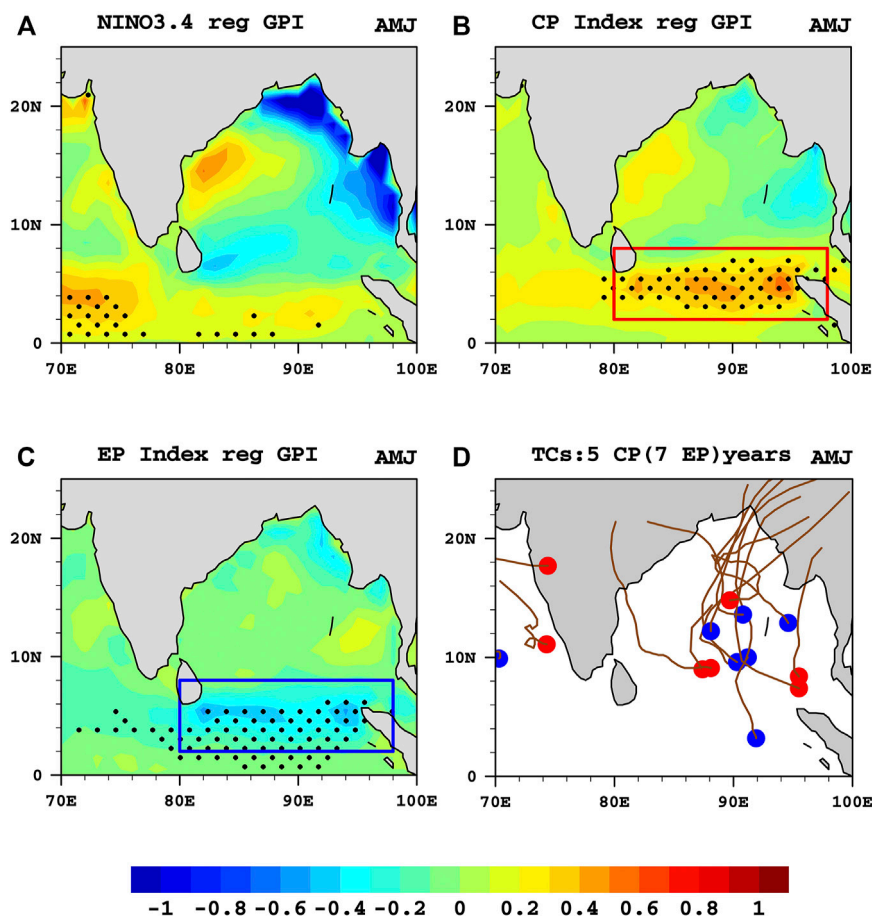 A NINO3.4 reg GPI AMJ
B CP Index reg GPI AMJ
20N
10N
0
70E 80E 90E 100E
20N
10N
0
70E 80E 90E 100E
C EP Index reg GPI AMJ
D TCs:5 CP(7 EP)years AMJ
20N
10N
0
70E 80E 90E 100E
20N
10N
0
70E 80E 90E 100E
-1 -0.8 -0.6 -0.4 -0.2 0 0.2 0.4 0.6 0.8 1